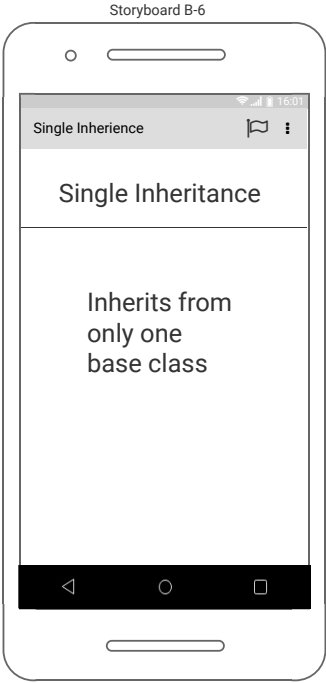 Storyboard B-6
16:01
Single Inherience
Single Inheritance
Inherits from
only one
base class